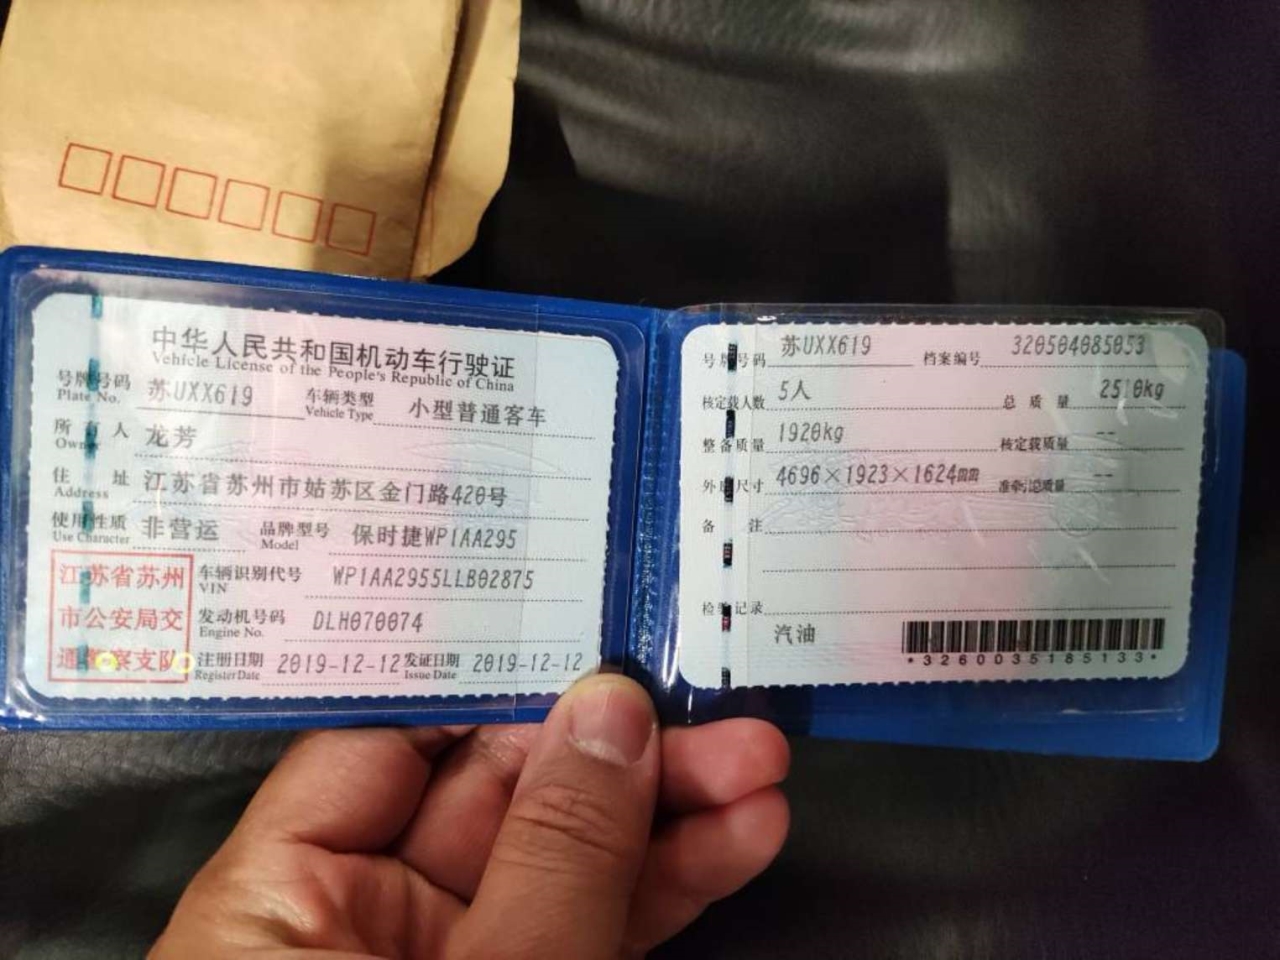 中华人民共和国机动车行驶证
Vehicle License of the People's Republic of China
号牌号码 苏UXX619 车辆类型 小型普通客车
Plate No. Vehicle Type
所有人 龙芳
Owner
住址 江苏省苏州市姑苏区金门路420号
Address
使用性质 非营运 品牌型号 保时捷WP1AA295
Use Character Model
江苏省苏州
市公安局交
通警察支队
车辆识别代号 WP1AA2955LLB02875
VIN
发动机号码 DLH070074
Engine No.
注册日期 2019-12-12 发证日期 2019-12-12
Register Date Issue Date
号牌号码 苏UXX619 档案编号 320504085053
核定载人数 5人 总质量 2510kg
整备质量 1920kg 核定载质量 --
外廓尺寸 4696×1923×1624mm 准牵引总质量 --
备注
检验记录
汽油
*3260035185133*